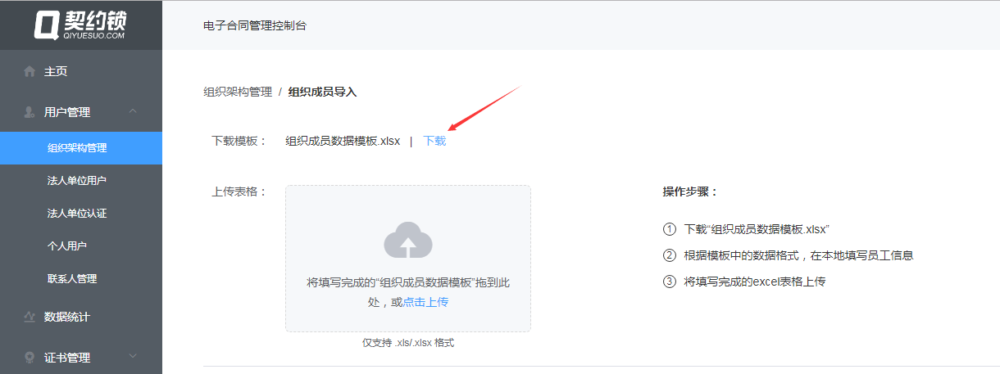 契约锁
QIYUESUO.COM
电子合同管理控制台
主页
用户管理
组织架构管理
法人单位用户
法人单位认证
个人用户
联系人管理
数据统计
证书管理
组织架构管理 / 组织成员导入
下载模板： 组织成员数据模板.xlsx | 下载
上传表格：
将填写完成的“组织成员数据模板”拖到此
处，或点击上传
仅支持 .xls/.xlsx 格式
操作步骤：
① 下载“组织成员数据模板.xlsx”
② 根据模板中的数据格式，在本地填写员工信息
③ 将填写完成的excel表格上传